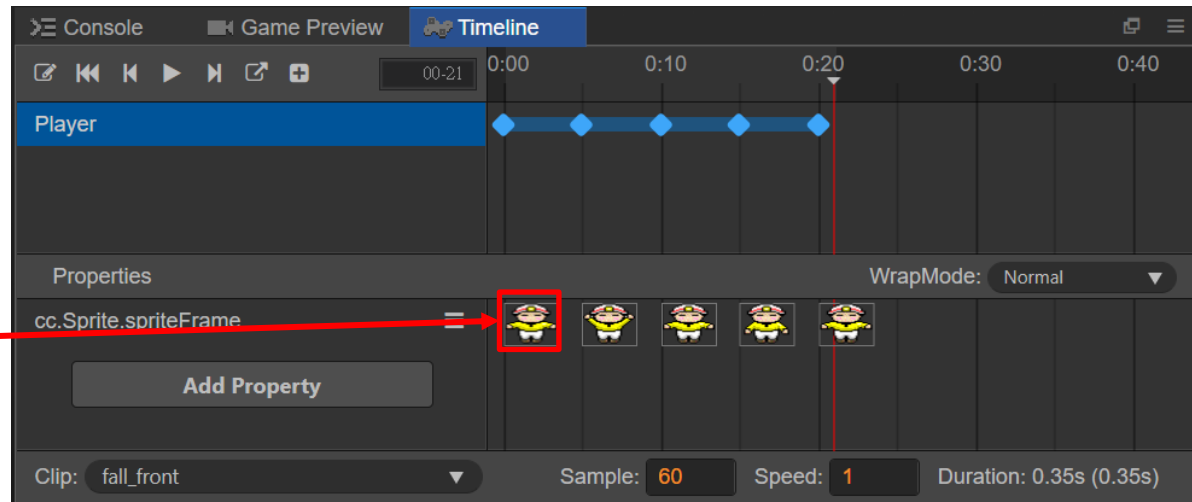 Console Game Preview Timeline
00-21 0:00 0:10 0:20 0:30 0:40
Player
Properties WrapMode: Normal
cc.Sprite.spriteFrame
Add Property
Clip: fall_front Sample: 60 Speed: 1 Duration: 0.35s (0.35s)